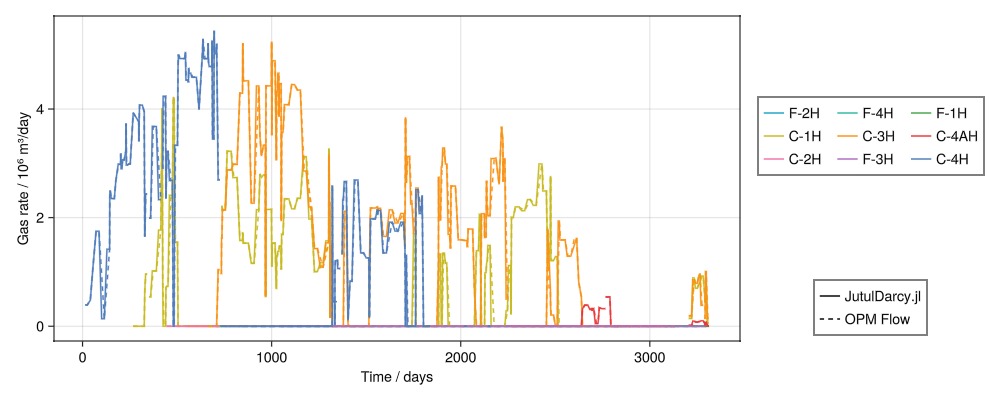 Gas rate / 10⁶ m³/day
4
2
0
0 1000 2000 3000
Time / days
F-2H F-4H F-1H
C-1H C-3H C-4AH
C-2H F-3H C-4H
JutulDarcy.jl
OPM Flow